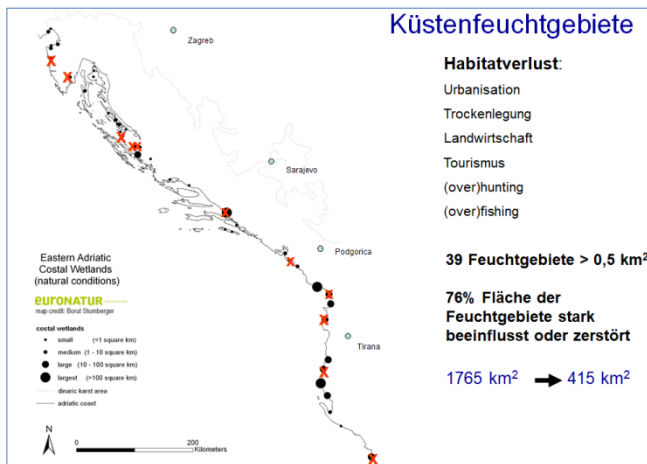 Küstenfeuchtgebiete
Zagreb
Sarajevo
Podgorica
Tirana
Eastern Adriatic
Costal Wetlands
(natural conditions)
euronatur
map credit: Borut Stumberger
costal wetlands
small (<1 square km)
medium (1 - 10 square km)
large (10 - 100 square km)
largest (>100 square km)
dinaric karst area
adriatic coast
N
0 200
Kilometers
Habitatverlust:
Urbanisation
Trockenlegung
Landwirtschaft
Tourismus
(over)hunting
(over)fishing
39 Feuchtgebiete > 0,5 km²
76% Fläche der
Feuchtgebiete stark
beeinflusst oder zerstört
1765 km² → 415 km²